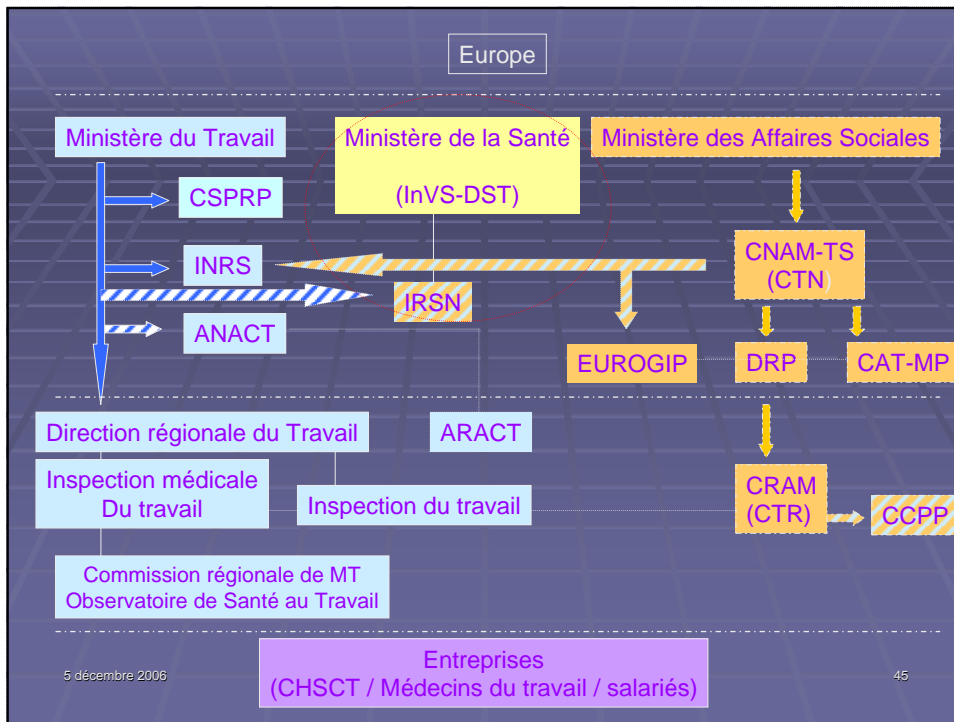 Europe
Ministère du Travail
Ministère de la Santé
(InVS-DST)
Ministère des Affaires Sociales
CSPRP
INRS
CNAM-TS
(CTN)
IRSN
ANACT
EUROGIP
DRP
CAT-MP
Direction régionale du Travail
ARACT
Inspection médicale
Du travail
Inspection du travail
CRAM
(CTR)
CCPP
Commission régionale de MT
Observatoire de Santé au Travail
Entreprises
(CHSCT / Médecins du travail / salariés)
5 décembre 2006
45